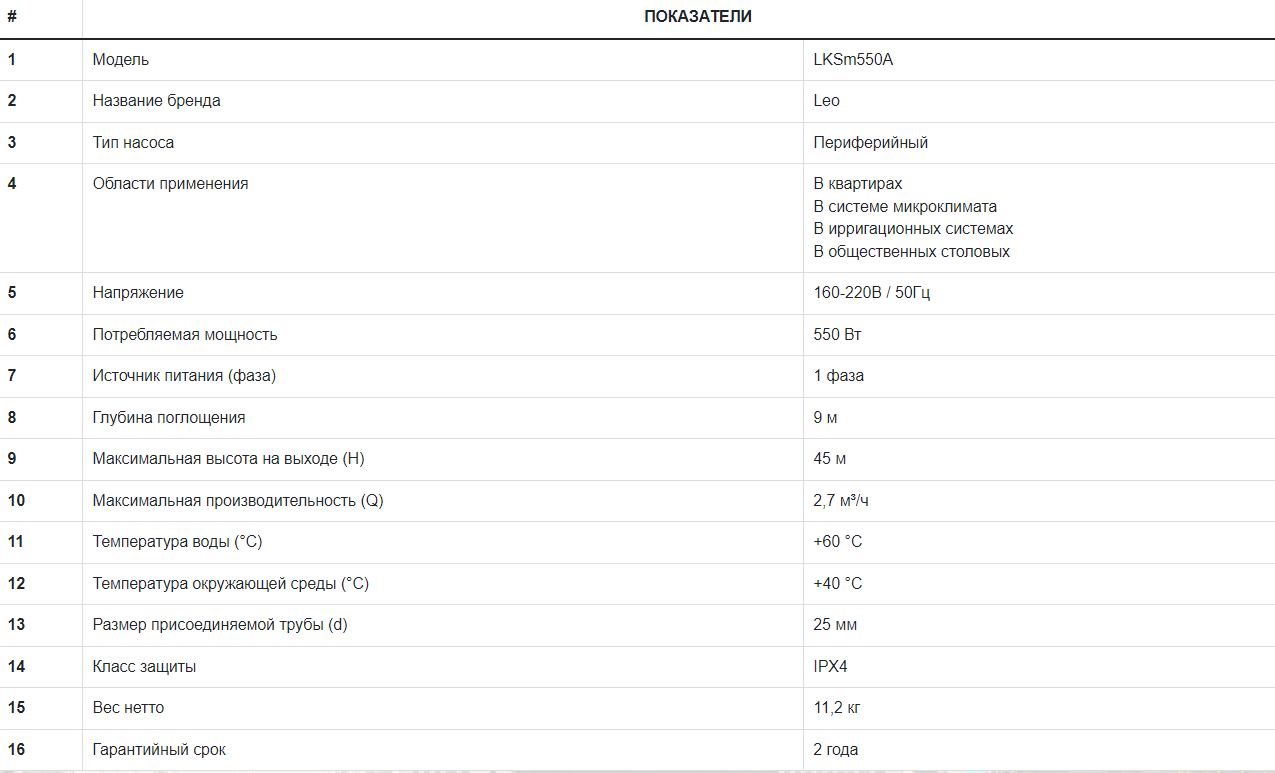 # ПОКАЗАТЕЛИ
1 Модель LKSm550A
2 Название бренда Leo
3 Тип насоса Периферийный
4 Области применения В квартирах
В системе микроклимата
В ирригационных системах
В общественных столовых
5 Напряжение 160-220В / 50Гц
6 Потребляемая мощность 550 Вт
7 Источник питания (фаза) 1 фаза
8 Глубина поглощения 9 м
9 Максимальная высота на выходе (H) 45 м
10 Максимальная производительность (Q) 2,7 м³/ч
11 Температура воды (°C) +60 °C
12 Температура окружающей среды (°C) +40 °C
13 Размер присоединяемой трубы (d) 25 мм
14 Класс защиты IPX4
15 Вес нетто 11,2 кг
16 Гарантийный срок 2 года